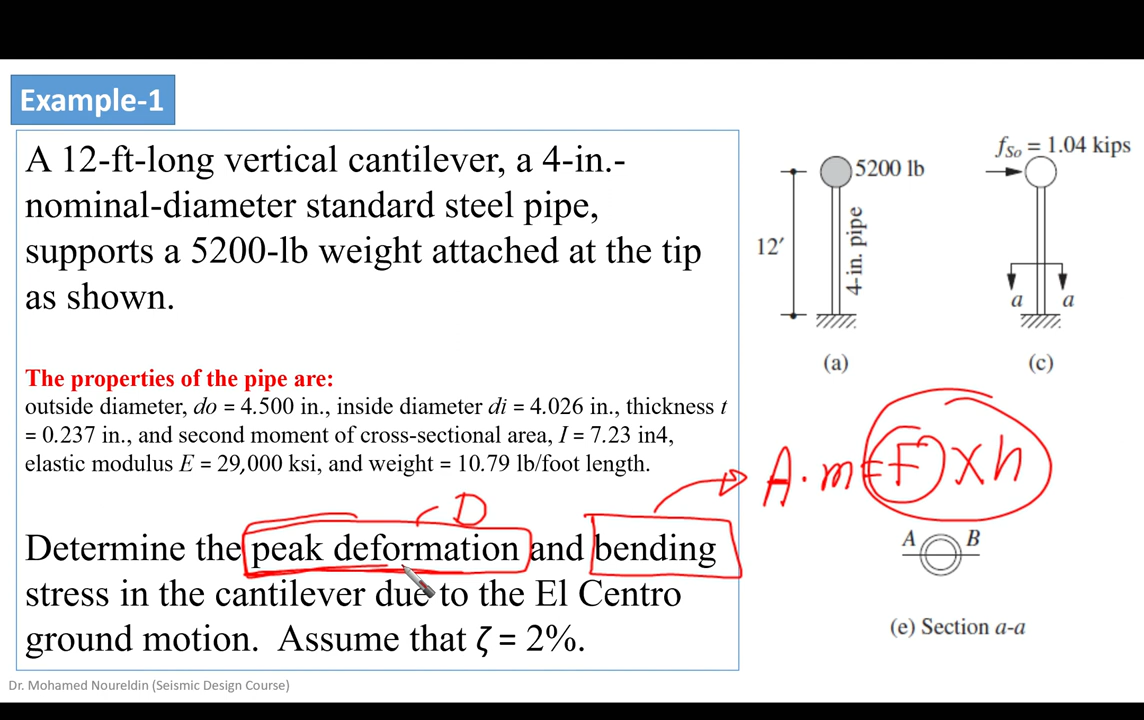 Example-1
A 12-ft-long vertical cantilever, a 4-in.-
nominal-diameter standard steel pipe,
supports a 5200-lb weight attached at the tip
as shown.
The properties of the pipe are:
outside diameter, do = 4.500 in., inside diameter di = 4.026 in., thickness t
= 0.237 in., and second moment of cross-sectional area, I = 7.23 in4,
elastic modulus E = 29,000 ksi, and weight = 10.79 lb/foot length.
D
Determine the peak deformation and bending
stress in the cantilever due to the El Centro
ground motion. Assume that ζ = 2%.
5200 lb
12′
4-in. pipe
(a)
fSo = 1.04 kips
a a
(c)
A.m = F x h
A B
(e) Section a-a
Dr. Mohamed Noureldin (Seismic Design Course)